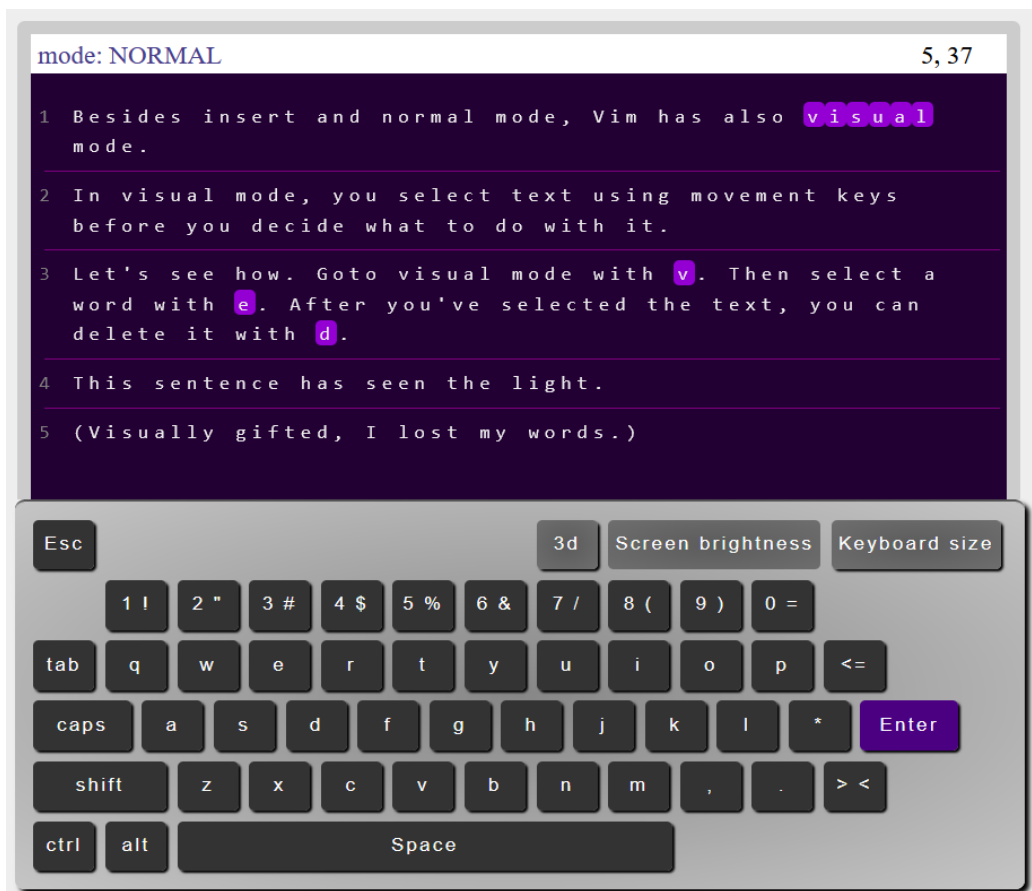 mode: NORMAL 5, 37
1 Besides insert and normal mode, Vim has also visual
mode.
2 In visual mode, you select text using movement keys
before you decide what to do with it.
3 Let's see how. Goto visual mode with v. Then select a
word with e. After you've selected the text, you can
delete it with d.
4 This sentence has seen the light.
5 (Visually gifted, I lost my words.)
Esc 3d Screen brightness Keyboard size
1 ! 2 " 3 # 4 $ 5 % 6 & 7 / 8 ( 9 ) 0 =
tab q w e r t y u i o p <=
caps a s d f g h j k l * Enter
shift z x c v b n m , . > <
ctrl alt Space